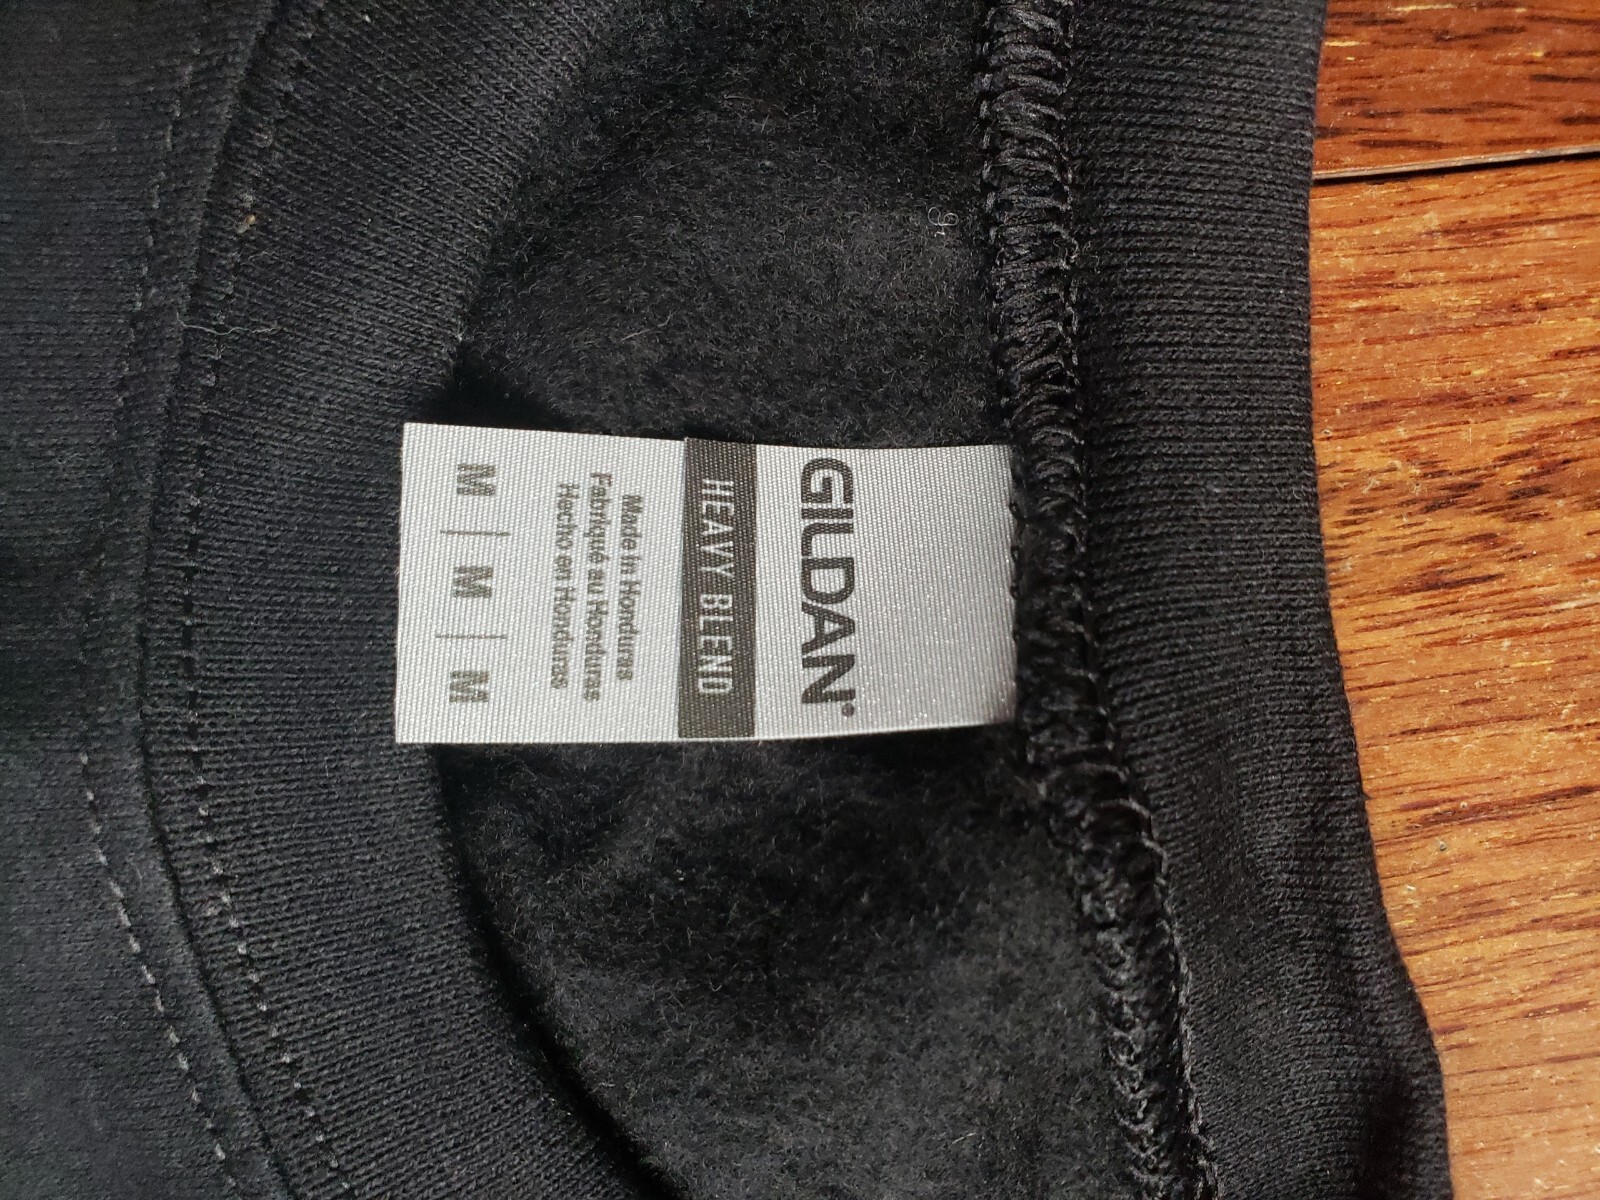 GILDAN®
HEAVY BLEND
Made in Honduras
Fabriqué au Honduras
Hecho en Honduras
M | M | M